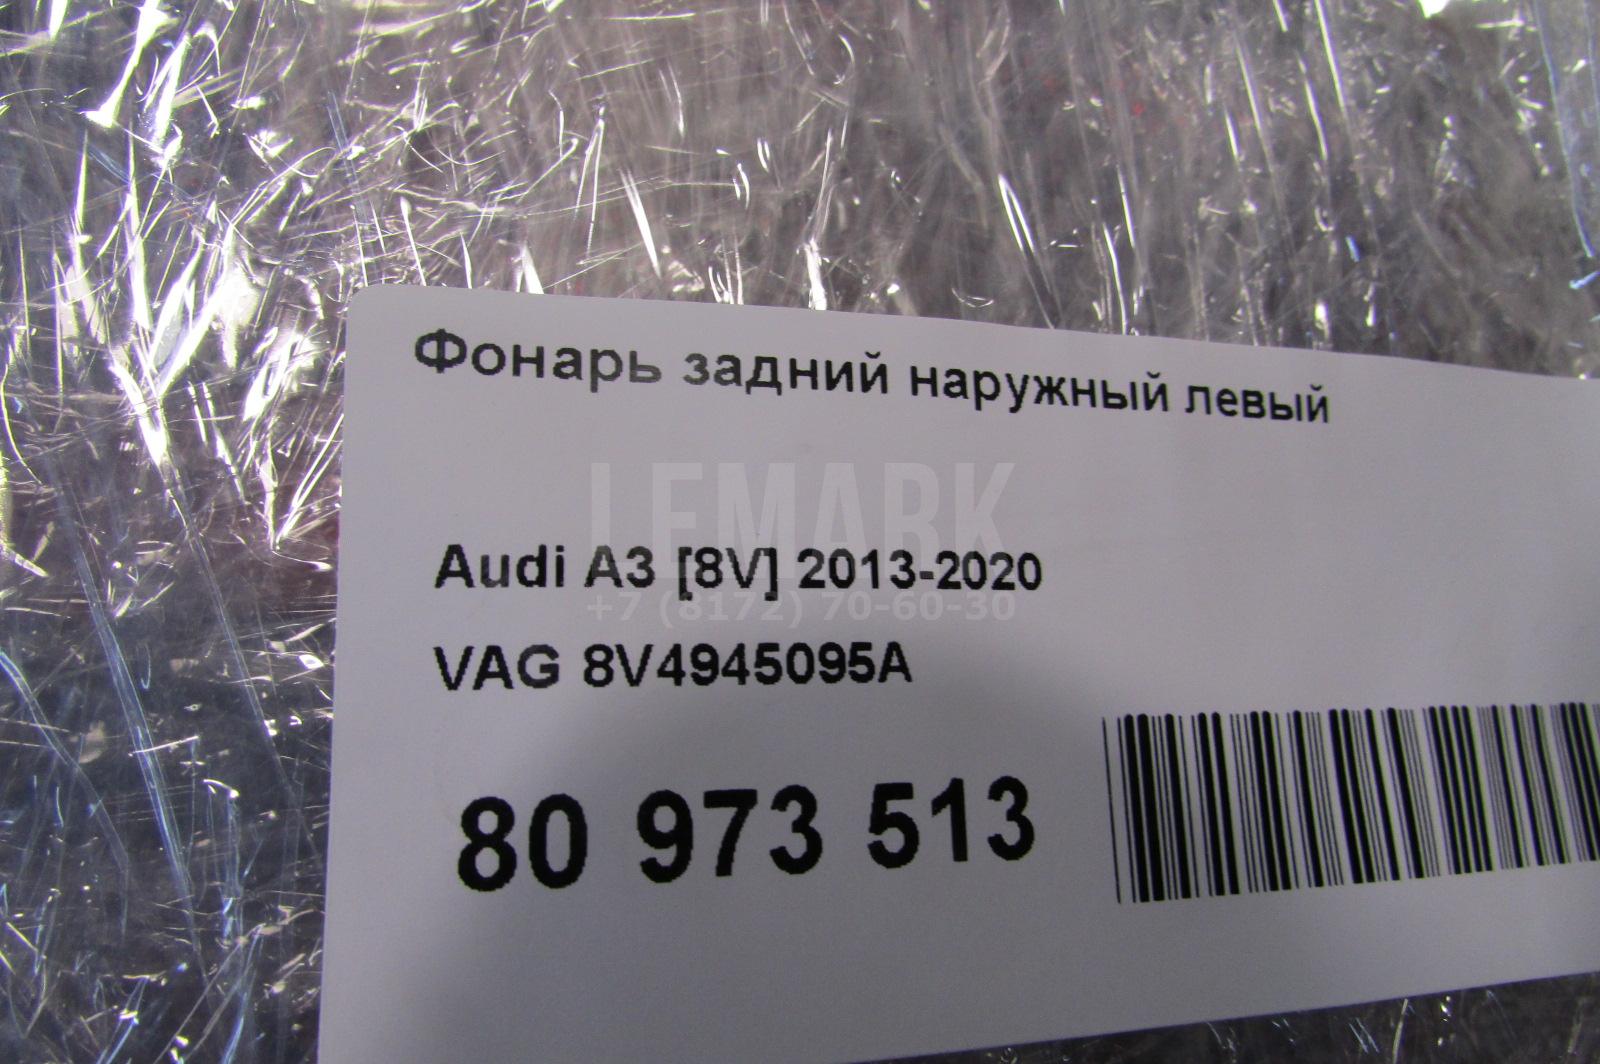 Фонарь задний наружный левый
LEMARK
Audi A3 [8V] 2013-2020
+7 (8172) 70-60-30
VAG 8V4945095A
80 973 513